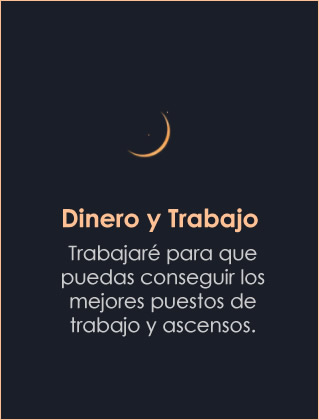 Dinero y Trabajo
Trabajaré para que
puedas conseguir los
mejores puestos de
trabajo y ascensos.